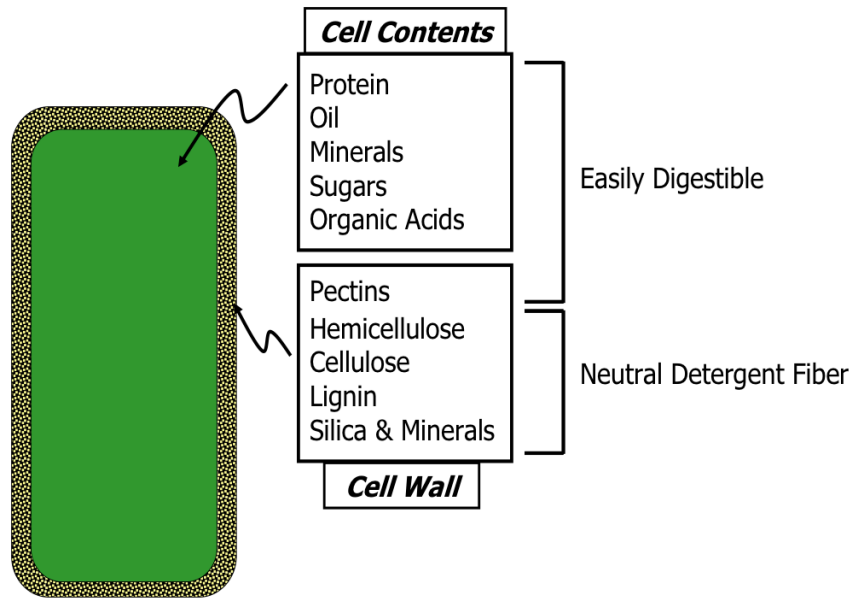 Cell Contents
Protein
Oil
Minerals
Sugars
Organic Acids
Easily Digestible
Pectins
Hemicellulose
Cellulose
Lignin
Silica & Minerals
Neutral Detergent Fiber
Cell Wall